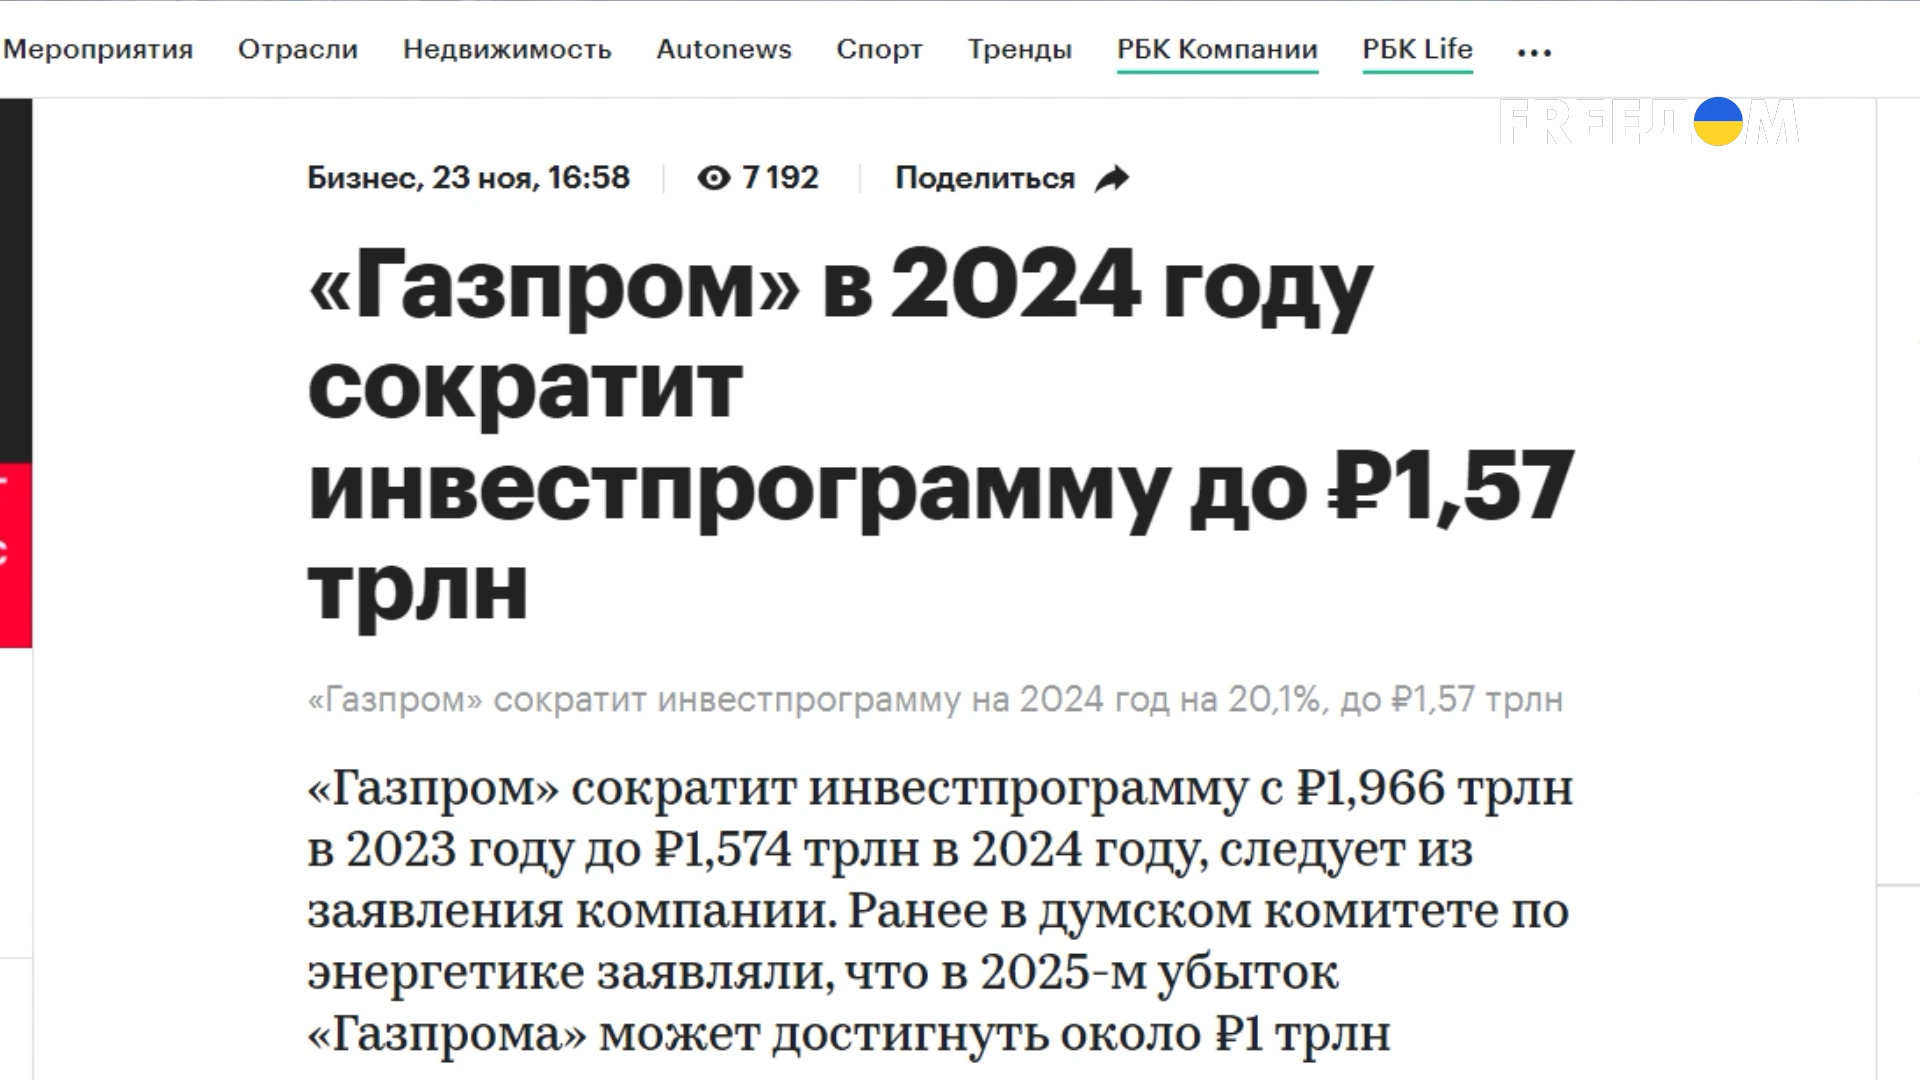 Мероприятия Отрасли Недвижимость Autonews Спорт Тренды РБК Компании РБК Life ...
FREEДОМ
Бизнес, 23 ноя, 16:58 7 192 Поделиться
«Газпром» в 2024 году
сократит
инвестпрограмму до ₽1,57
трлн
«Газпром» сократит инвестпрограмму на 2024 год на 20,1%, до ₽1,57 трлн
«Газпром» сократит инвестпрограмму с ₽1,966 трлн
в 2023 году до ₽1,574 трлн в 2024 году, следует из
заявления компании. Ранее в думском комитете по
энергетике заявляли, что в 2025-м убыток
«Газпрома» может достигнуть около ₽1 трлн